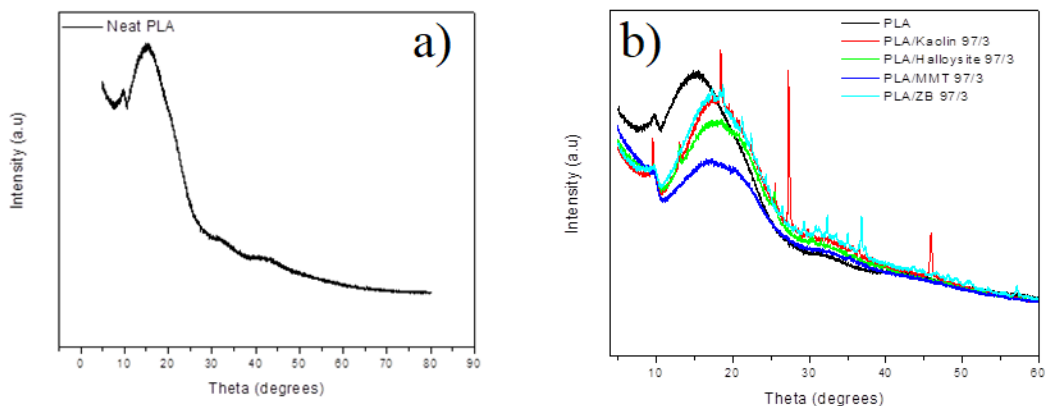 Neat PLA
a)
Intensity (a.u)
0 10 20 30 40 50 60 70 80 90
Theta (degrees)
b)
PLA
PLA/Kaolin 97/3
PLA/Halloysite 97/3
PLA/MMT 97/3
PLA/ZB 97/3
Intensity (a.u)
10 20 30 40 50 60
Theta (degrees)